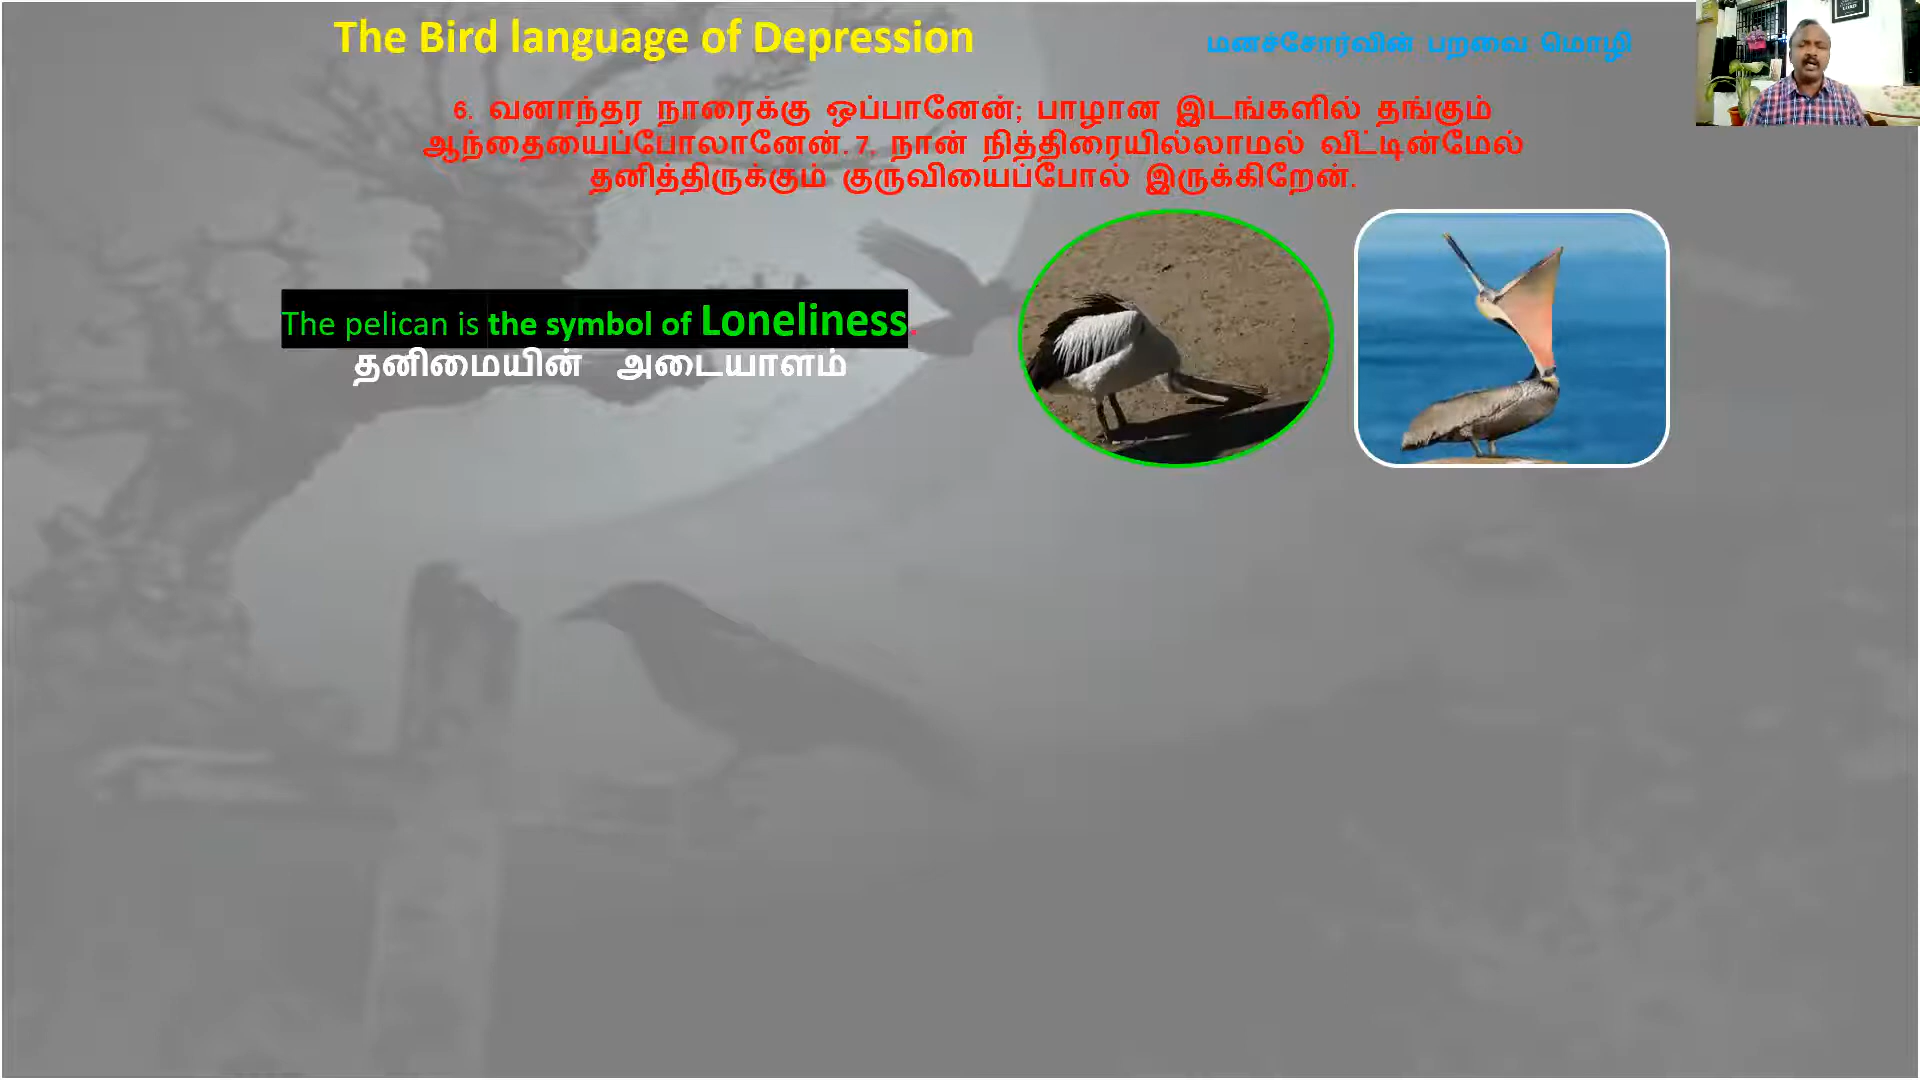 The Bird language of Depression
மனச்சோர்வின் பறவை மொழி
6. வனாந்தர நாரைக்கு ஒப்பானேன்; பாழான இடங்களில் தங்கும்
ஆந்தையைப்போலானேன். 7, நான் நித்திரையில்லாமல் வீட்டின்மேல்
தனித்திருக்கும் குருவியைப்போல் இருக்கிறேன்.
The pelican is the symbol of Loneliness.
தனிமையின் அடையாளம்